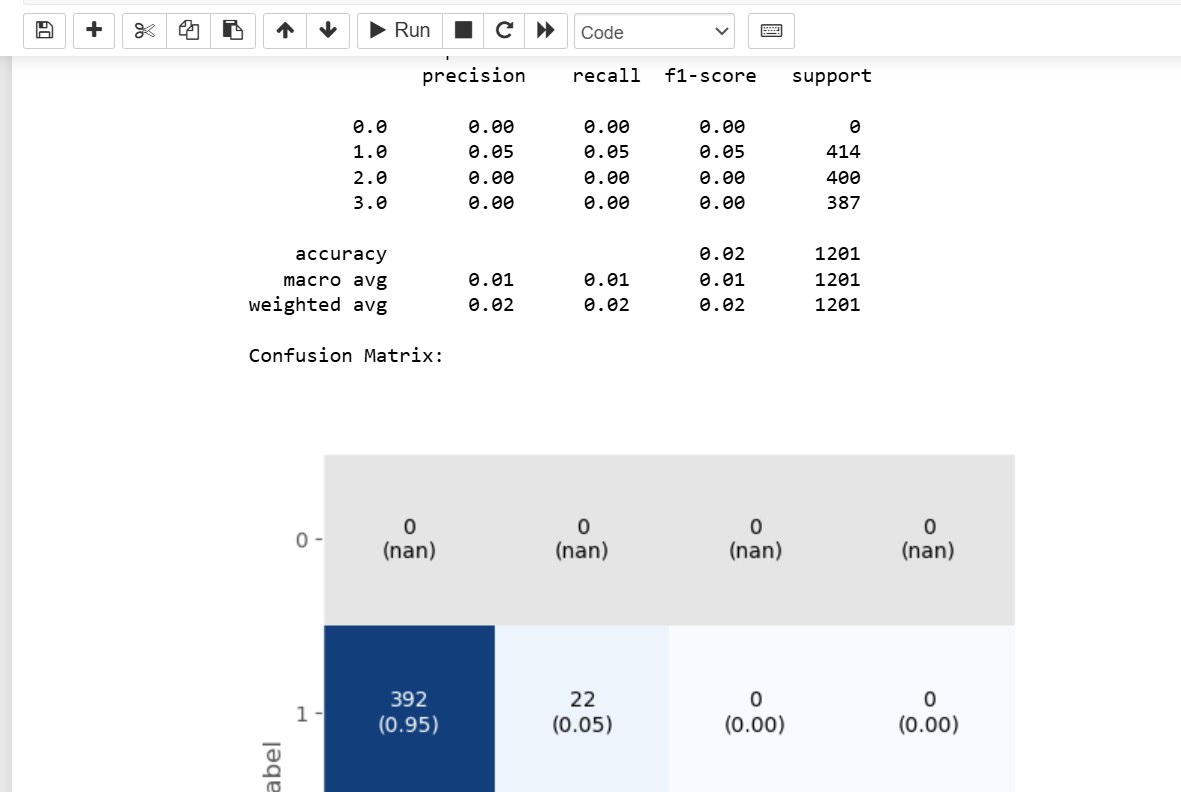 Run Code
precision recall f1-score support
0.0 0.00 0.00 0.00 0
1.0 0.05 0.05 0.05 414
2.0 0.00 0.00 0.00 400
3.0 0.00 0.00 0.00 387
accuracy 0.02 1201
macro avg 0.01 0.01 0.01 1201
weighted avg 0.02 0.02 0.02 1201
Confusion Matrix:
0 0 0 0
0 (nan) (nan) (nan) (nan)
392 22 0 0
1 (0.95) (0.05) (0.00) (0.00)